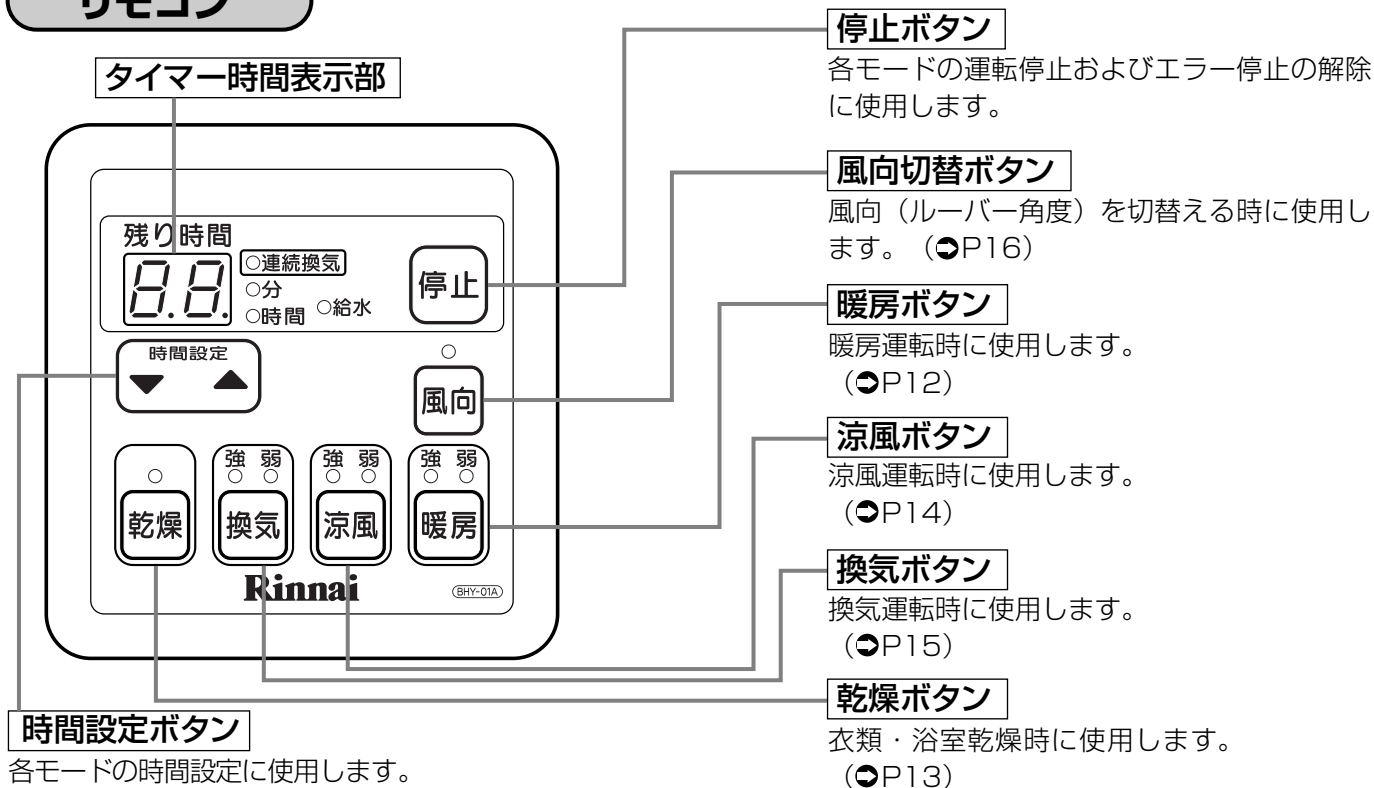 リモコン
タイマー時間表示部
残り時間
8.8.
○連続換気
○分
○時間
○給水
停止
時間設定
▼ ▲
風向
乾燥
強 弱
換気
強 弱
涼風
強 弱
暖房
Rinnai
BHY-01A
時間設定ボタン
各モードの時間設定に使用します。
停止ボタン
各モードの運転停止およびエラー停止の解除
に使用します。
風向切替ボタン
風向（ルーバー角度）を切替える時に使用し
ます。（➲P16）
暖房ボタン
暖房運転時に使用します。
（➲P12）
涼風ボタン
涼風運転時に使用します。
（➲P14）
換気ボタン
換気運転時に使用します。
（➲P15）
乾燥ボタン
衣類・浴室乾燥時に使用します。
（➲P13）